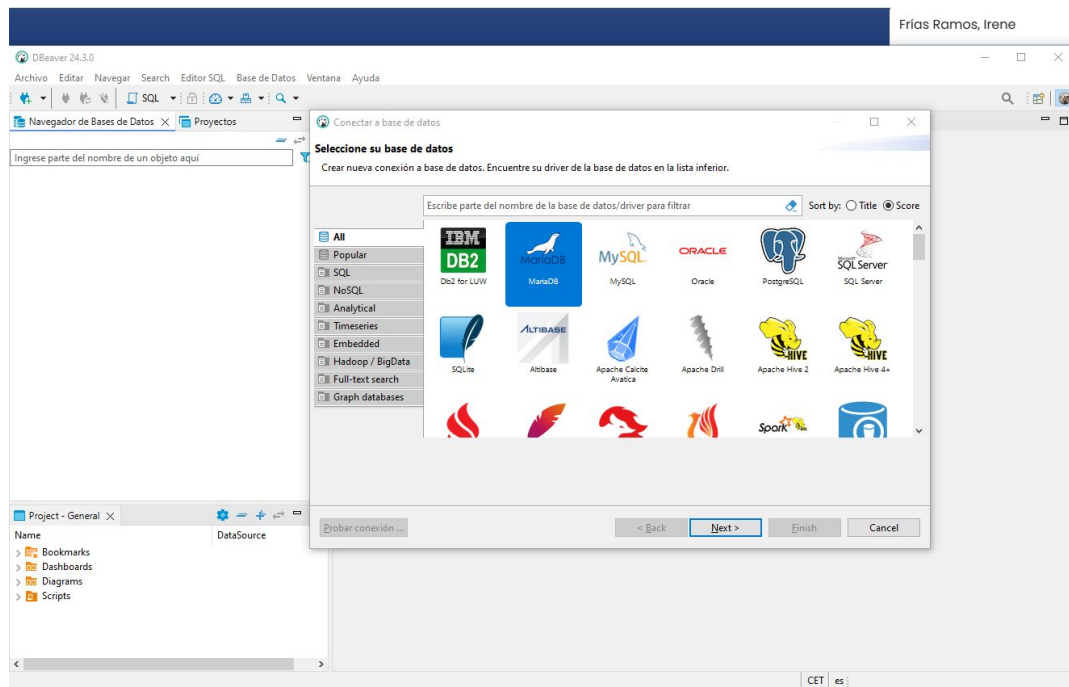 Frías Ramos, Irene
DBeaver 24.3.0
Archivo Editar Navegar Search Editor SQL Base de Datos Ventana Ayuda
SQL
Navegador de Bases de Datos Proyectos
Ingrese parte del nombre de un objeto aquí
Conectar a base de datos
Seleccione su base de datos
Crear nueva conexión a base de datos. Encuentre su driver de la base de datos en la lista inferior.
Escribe parte del nombre de la base de datos/driver para filtrar
Sort by: Title Score
All
Popular
SQL
NoSQL
Analytical
Timeseries
Embedded
Hadoop / BigData
Full-text search
Graph databases
IBM DB2 MariaDB MySQL ORACLE Microsoft SQL Server
Db2 for LUW MariaDB MySQL Oracle PostgreSQL SQL Server
ALTIBASE HIVE HIVE
SQLite Altibase Apache Calcite Avatica Apache Drill Apache Hive 2 Apache Hive 4+
Spark
Probar conexión ... < Back Next > Finish Cancel
Project - General
Name DataSource
Bookmarks
Dashboards
Diagrams
Scripts
CET es